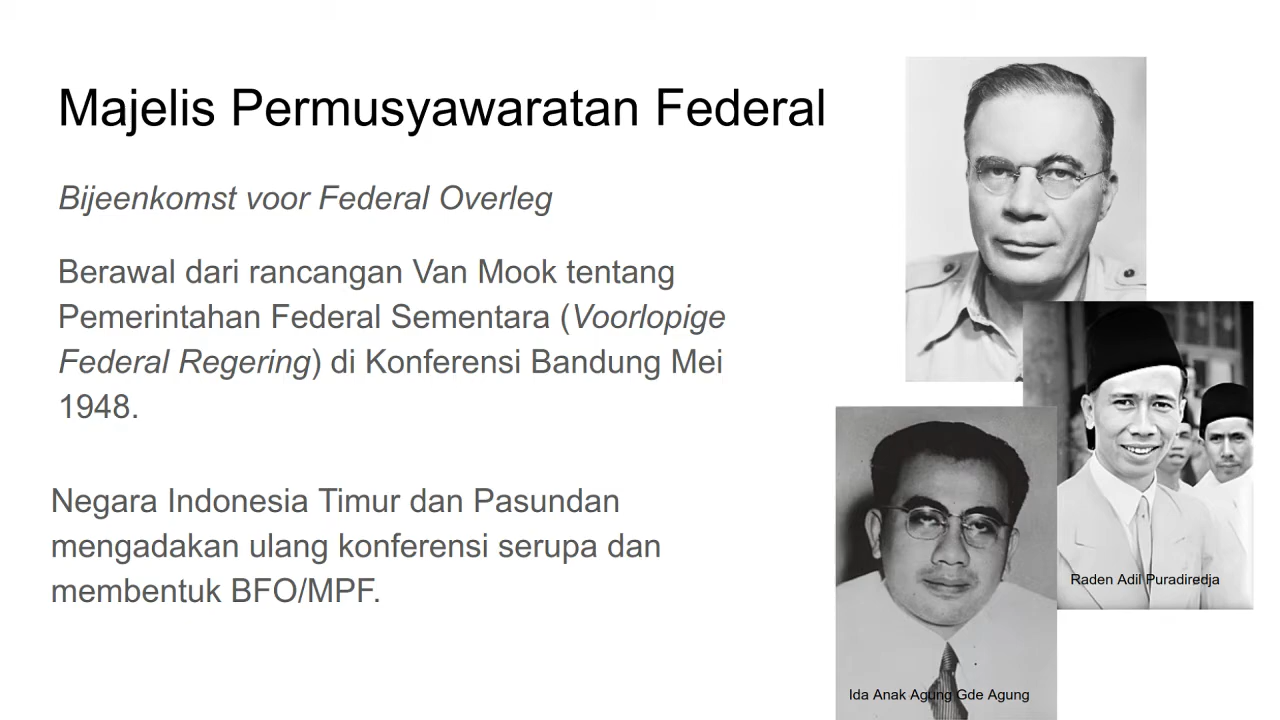 Majelis Permusyawaratan Federal
Bijeenkomst voor Federal Overleg
Berawal dari rancangan Van Mook tentang
Pemerintahan Federal Sementara (Voorlopige
Federal Regering) di Konferensi Bandung Mei
1948.
Negara Indonesia Timur dan Pasundan
mengadakan ulang konferensi serupa dan
membentuk BFO/MPF.
Raden Adil Puradiredja
Ida Anak Agung Gde Agung